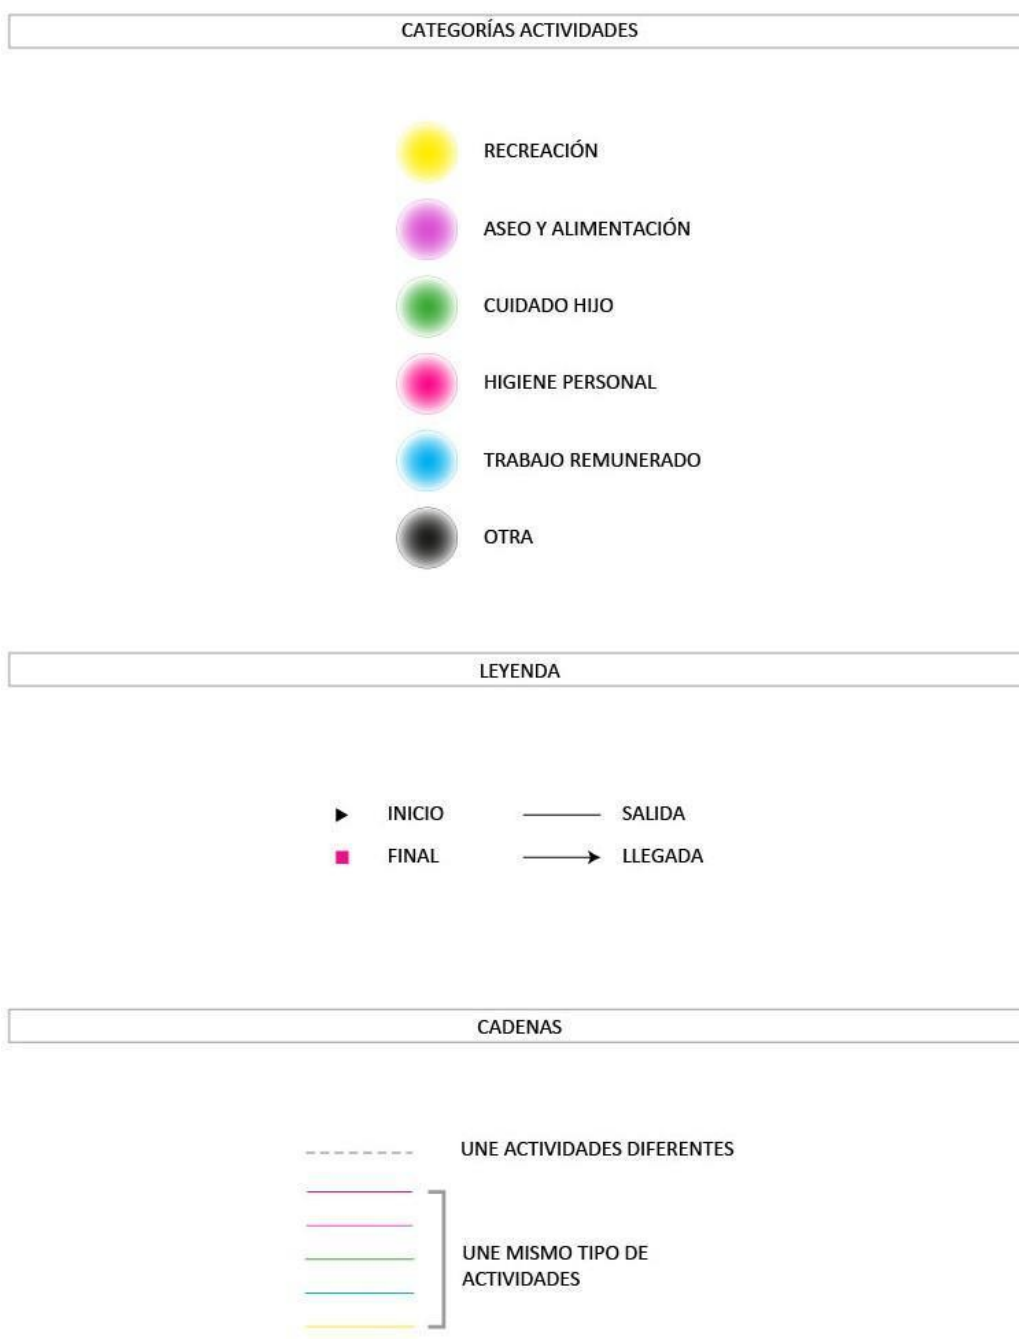 CATEGORÍAS ACTIVIDADES
RECREACIÓN
ASEO Y ALIMENTACIÓN
CUIDADO HIJO
HIGIENE PERSONAL
TRABAJO REMUNERADO
OTRA
LEYENDA
INICIO
SALIDA
FINAL
LLEGADA
CADENAS
UNE ACTIVIDADES DIFERENTES
UNE MISMO TIPO DE
ACTIVIDADES